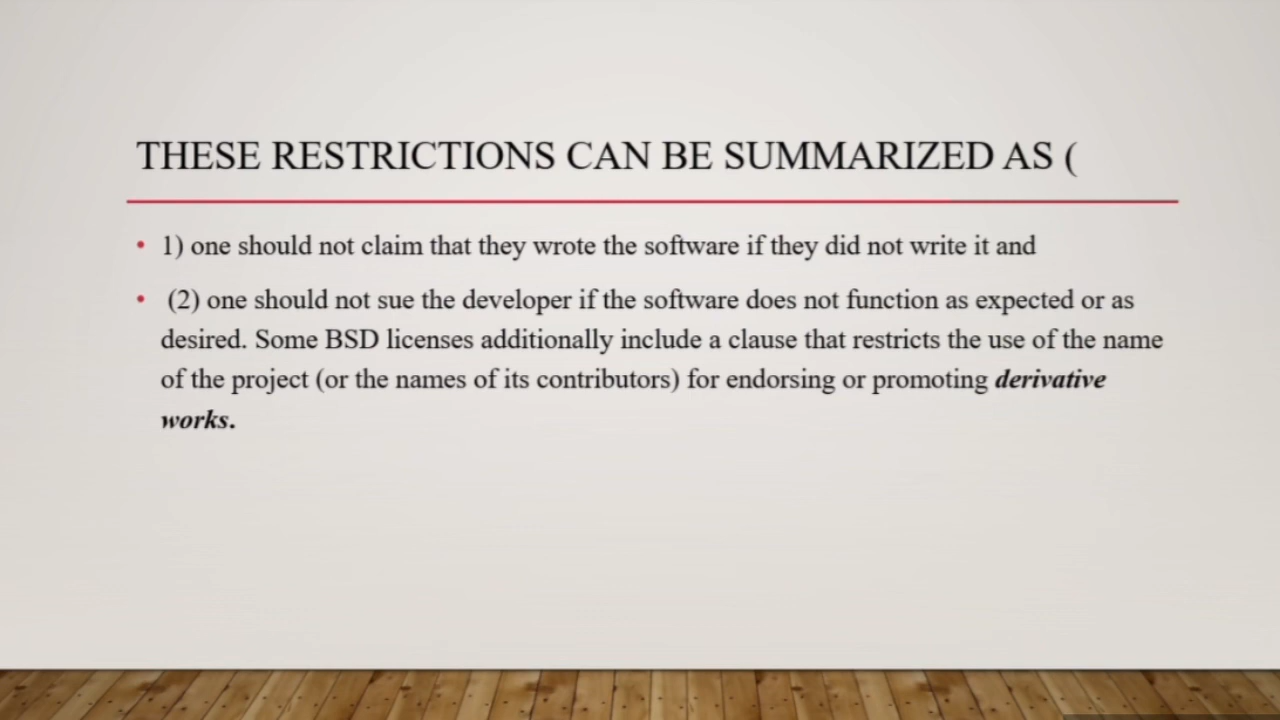 THESE RESTRICTIONS CAN BE SUMMARIZED AS (
• 1) one should not claim that they wrote the software if they did not write it and
• (2) one should not sue the developer if the software does not function as expected or as
desired. Some BSD licenses additionally include a clause that restricts the use of the name
of the project (or the names of its contributors) for endorsing or promoting derivative
works.